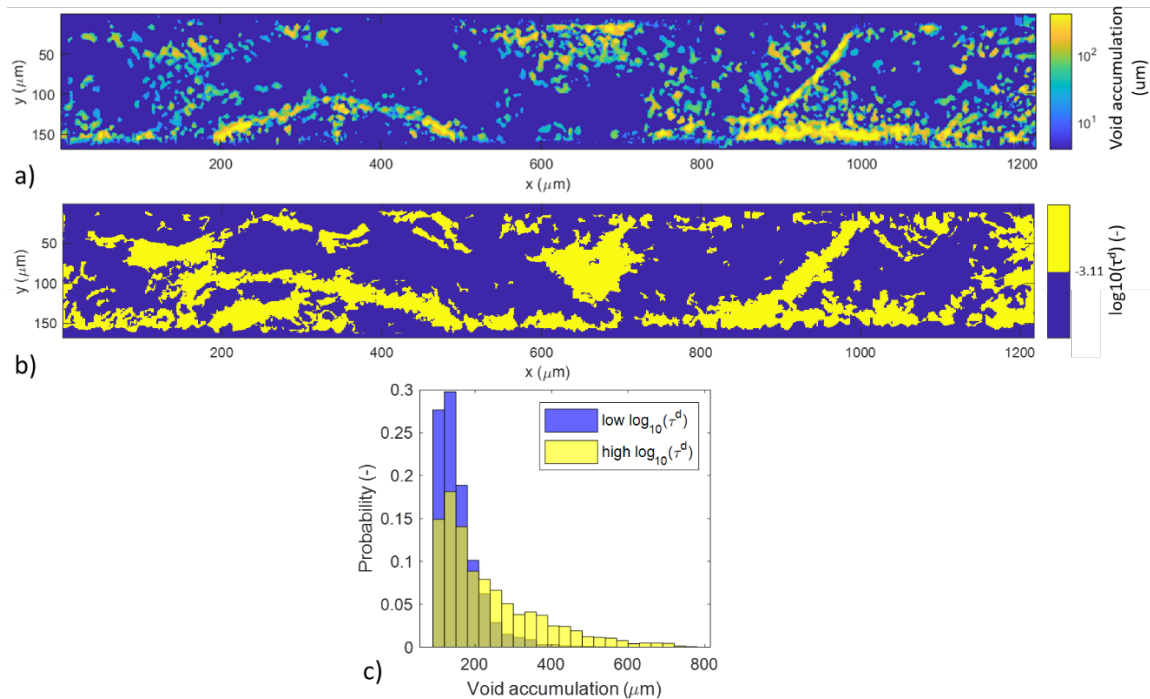 50
100
150
y (μm)
200
400
600
800
1000
1200
x (μm)
10²
10¹
Void accumulation
(um)
a)
50
100
150
y (μm)
200
400
600
800
1000
1200
x (μm)
-3.11
log10(τᵈ) (-)
b)
0.3
0.25
0.2
0.15
0.1
0.05
0
Probability (-)
low log₁₀(τᵈ)
high log₁₀(τᵈ)
200
400
600
800
c)
Void accumulation (μm)